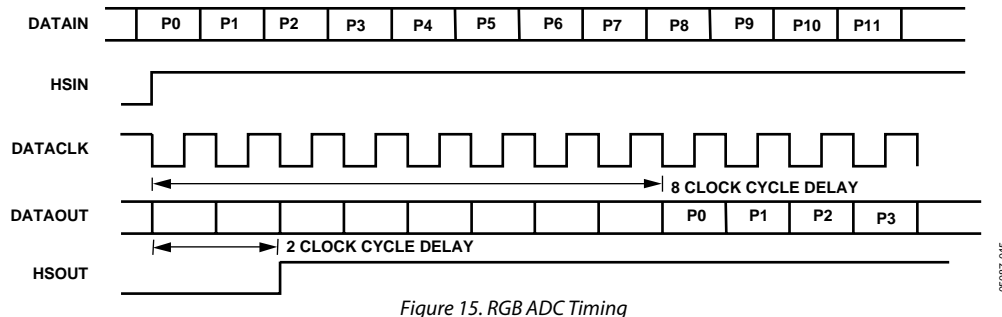 DATAIN P0 P1 P2 P3 P4 P5 P6 P7 P8 P9 P10 P11
HSIN
DATACLK
8 CLOCK CYCLE DELAY
DATAOUT P0 P1 P2 P3
2 CLOCK CYCLE DELAY
HSOUT
Figure 15. RGB ADC Timing